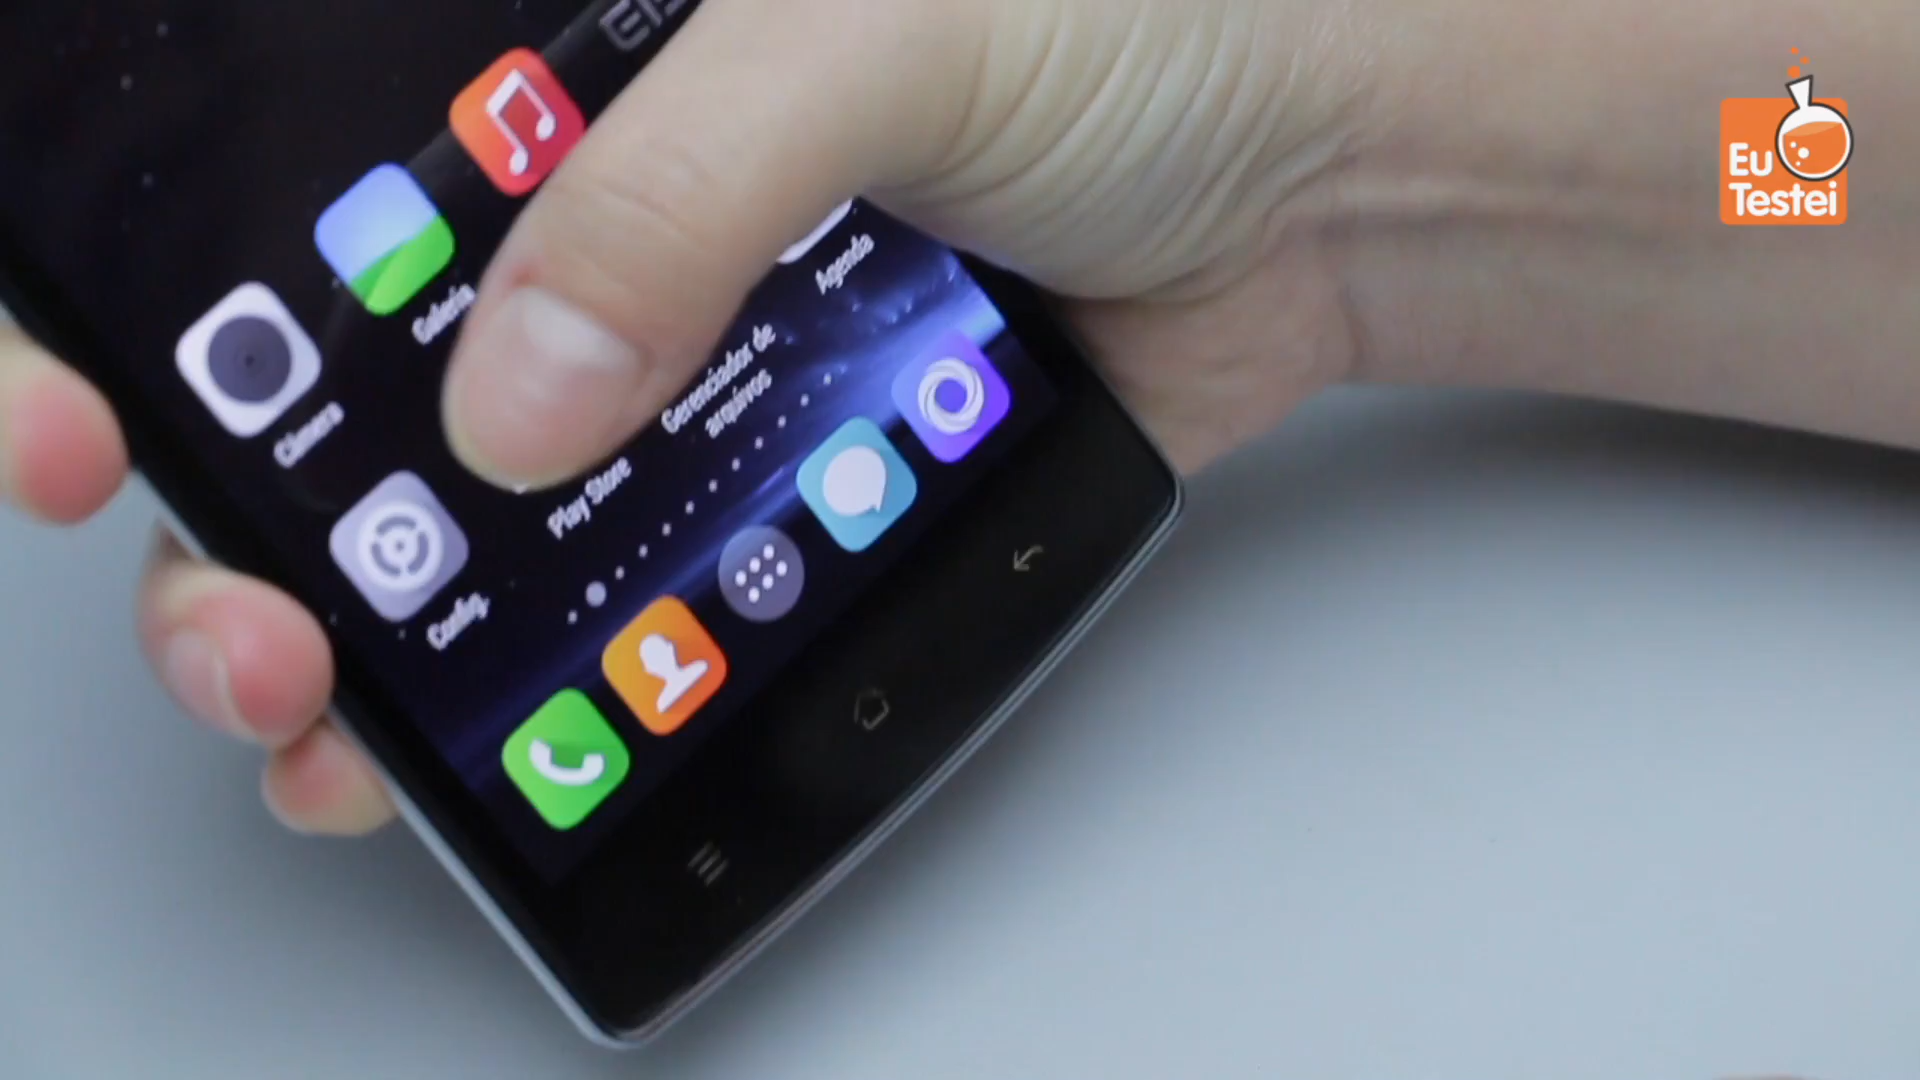 Eu
Testei
Galeria
Agenda
Câmera
Gerenciador de
arquivos
Play Store
Config.